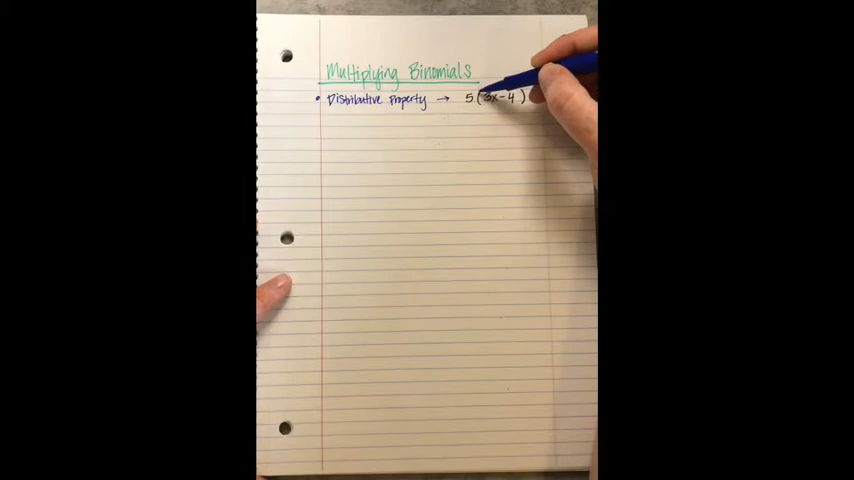 Multiplying Binomials
• Distributive Property → 5(3x-4)